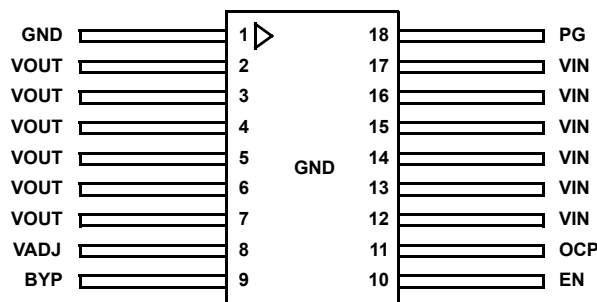 GND 1 18 PG
VOUT 2 17 VIN
VOUT 3 16 VIN
VOUT 4 15 VIN
VOUT 5 14 VIN
GND
VOUT 6 13 VIN
VOUT 7 12 VIN
VADJ 8 11 OCP
BYP 9 10 EN